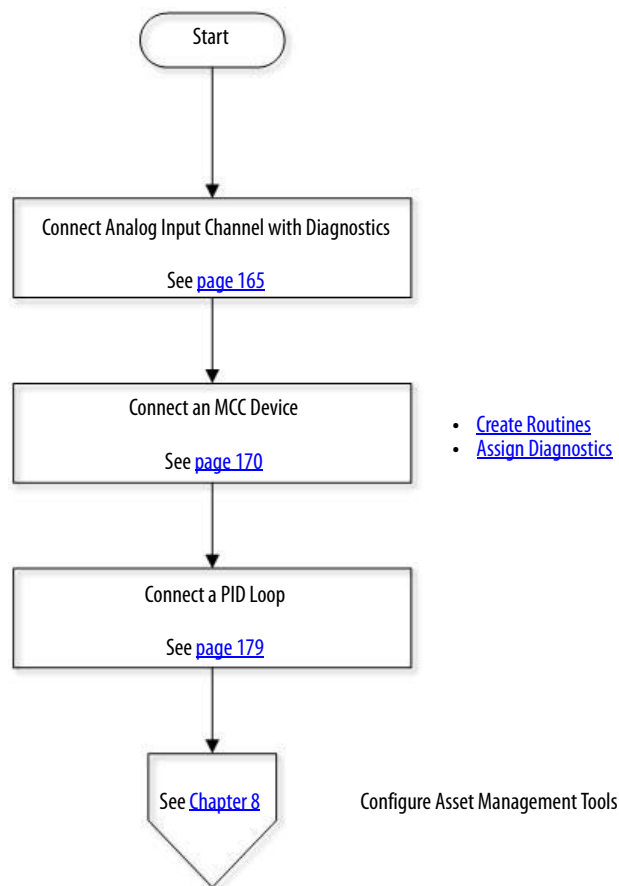 Start
Connect Analog Input Channel with Diagnostics
See page 165
Connect an MCC Device
See page 170
• Create Routines
• Assign Diagnostics
Connect a PID Loop
See page 179
See Chapter 8
Configure Asset Management Tools